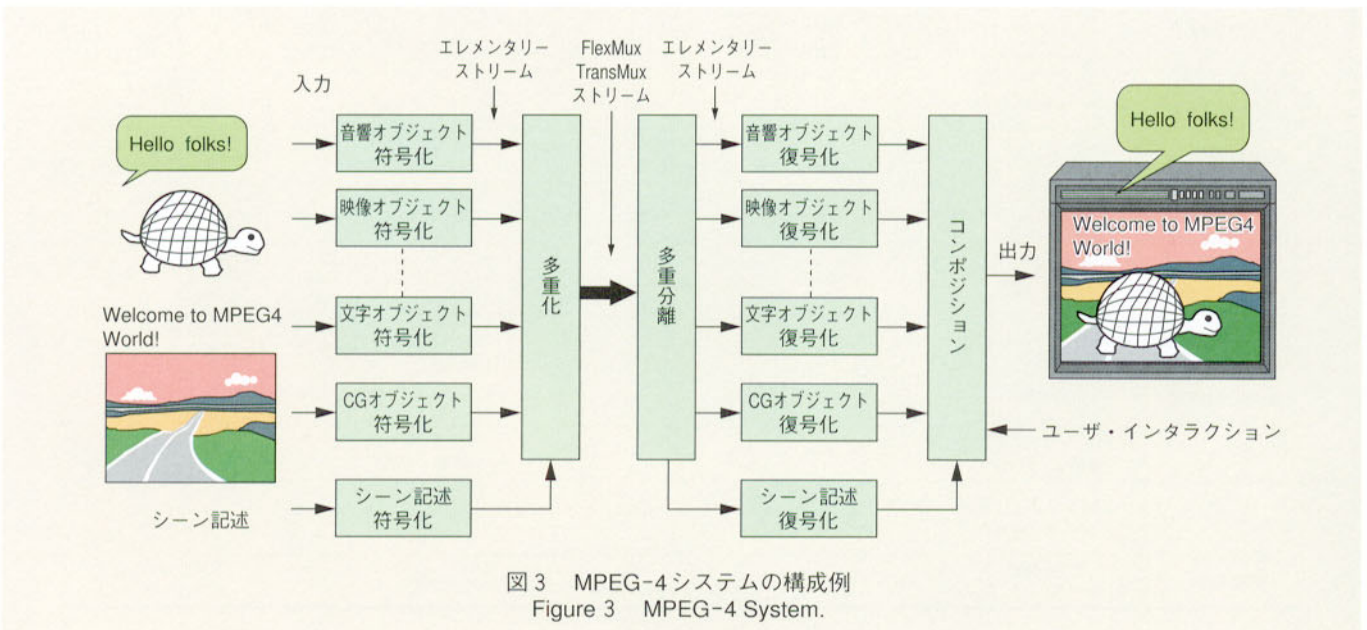 エレメンタリー
ストリーム
FlexMux
TransMux
ストリーム
エレメンタリー
ストリーム
入力
Hello folks!
Welcome to MPEG4
World!
シーン記述
音響オブジェクト
符号化
映像オブジェクト
符号化
文字オブジェクト
符号化
CGオブジェクト
符号化
シーン記述
符号化
多重化
多重分離
音響オブジェクト
復号化
映像オブジェクト
復号化
文字オブジェクト
復号化
CGオブジェクト
復号化
シーン記述
復号化
コンポジション
出力
Hello folks!
Welcome to MPEG4
World!
ユーザ・インタラクション
図3 MPEG-4システムの構成例
Figure 3 MPEG-4 System.